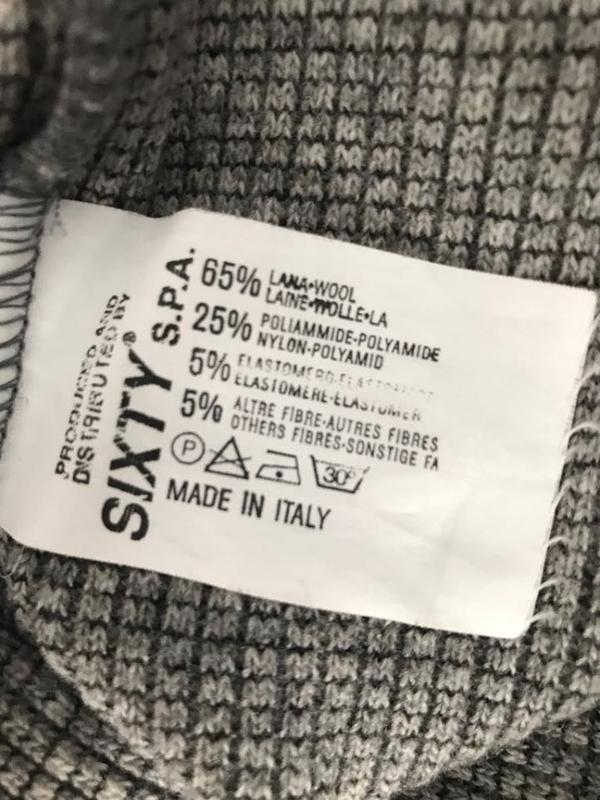 PRODUCED AND
DISTRIBUTED BY
SIXTY® S.P.A.
65% LANA•WOOL
LAINE•WOLLE•LA
25% POLIAMMIDE-POLYAMIDE
NYLON-POLYAMID
5% ELASTOMERO-
ELASTOMERE-ELASTOMER
5% ALTRE FIBRE-AUTRES FIBRES
OTHERS FIBRES-SONSTIGE FA
P
30°
MADE IN ITALY